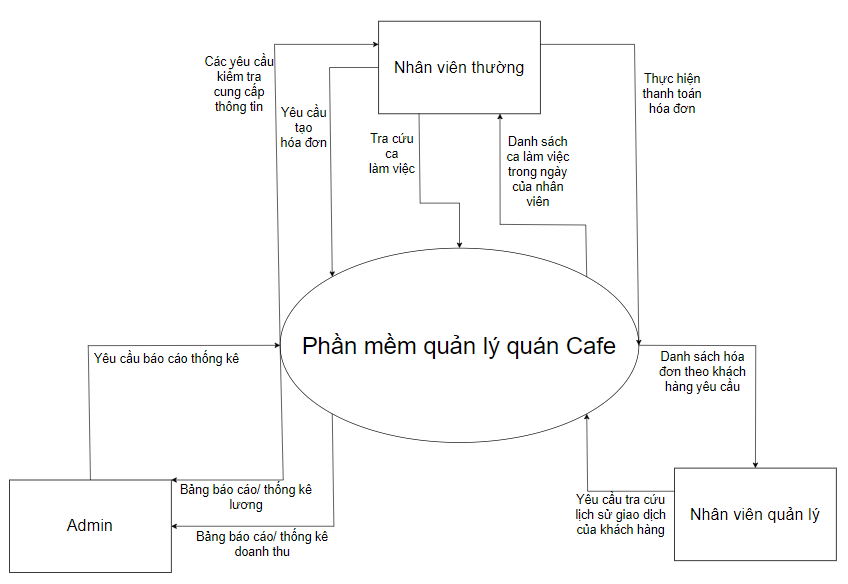 Nhân viên thường
Các yêu cầu
kiểm tra
cung cấp
thông tin
Yêu cầu
tạo
hóa đơn
Tra cứu
ca
làm việc
Danh sách
ca làm việc
trong ngày
của nhân
viên
Thực hiện
thanh toán
hóa đơn
Phần mềm quản lý quán Cafe
Yêu cầu báo cáo thống kê
Danh sách hóa
đơn theo khách
hàng yêu cầu
Bảng báo cáo/ thống kê
lương
Bảng báo cáo/ thống kê
doanh thu
Admin
Yêu cầu tra cứu
lịch sử giao dịch
của khách hàng
Nhân viên quản lý